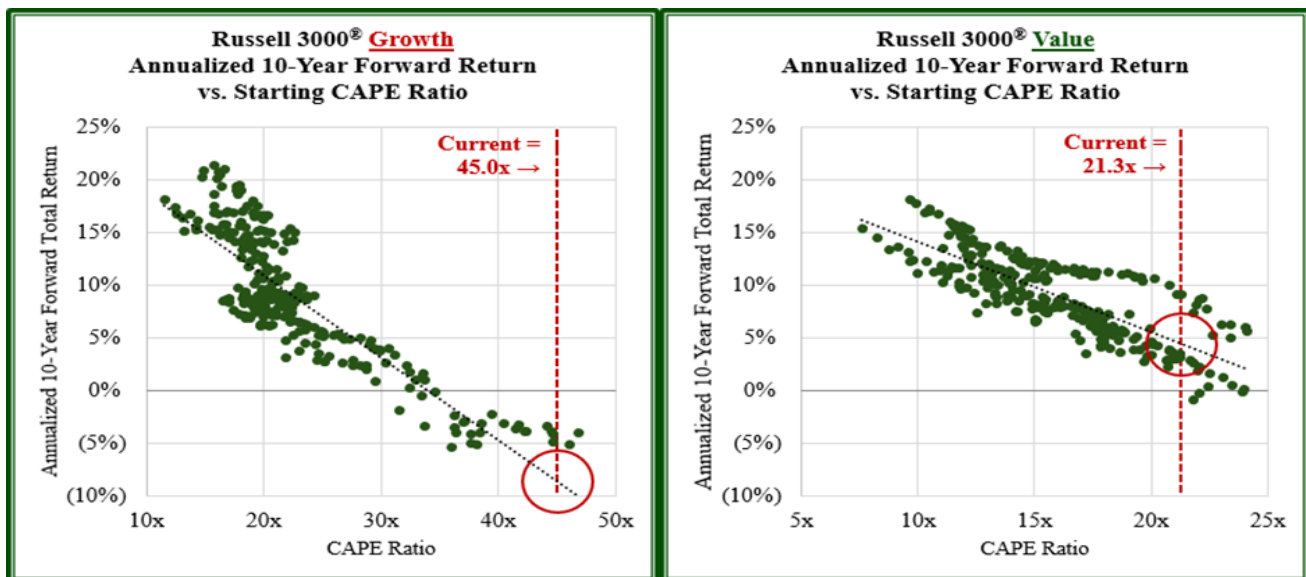 Russell 3000® Growth
Annualized 10-Year Forward Return
vs. Starting CAPE Ratio
Annualized 10-Year Forward Total Return
25%
20%
15%
10%
5%
0%
(5%)
(10%)
Current =
45.0x →
10x 20x 30x 40x 50x
CAPE Ratio
Russell 3000® Value
Annualized 10-Year Forward Return
vs. Starting CAPE Ratio
Annualized 10-Year Forward Total Return
25%
20%
15%
10%
5%
0%
(5%)
(10%)
Current =
21.3x →
5x 10x 15x 20x 25x
CAPE Ratio